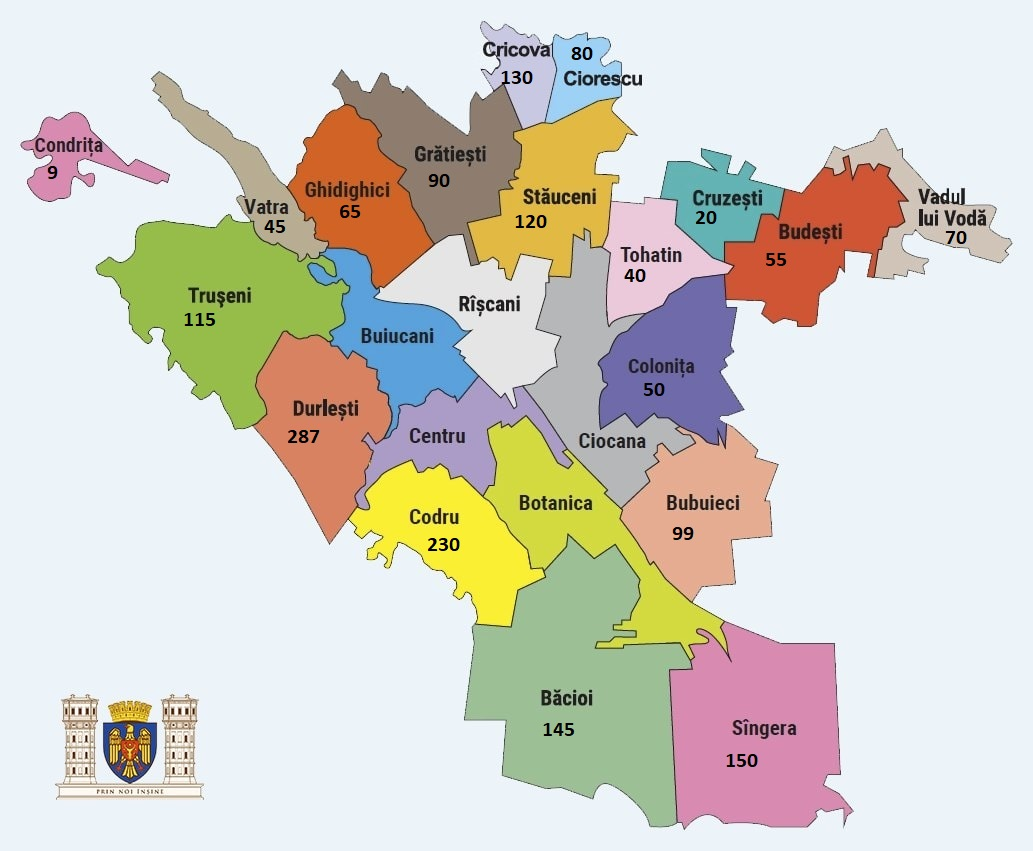 Cricova
130
80
Ciorescu
Condrița
9
Grătiești
90
Ghidighici
65
Vatra
45
Stăuceni
120
Cruzești
20
Vadul
lui Vodă
70
Budești
55
Tohatin
40
Trușeni
115
Rîșcani
Buiucani
Colonița
50
Durlești
287
Centru
Ciocana
Botanica
Bubuieci
99
Codru
230
Băcioi
145
Sîngera
150
PRIN NOI ÎNȘINE